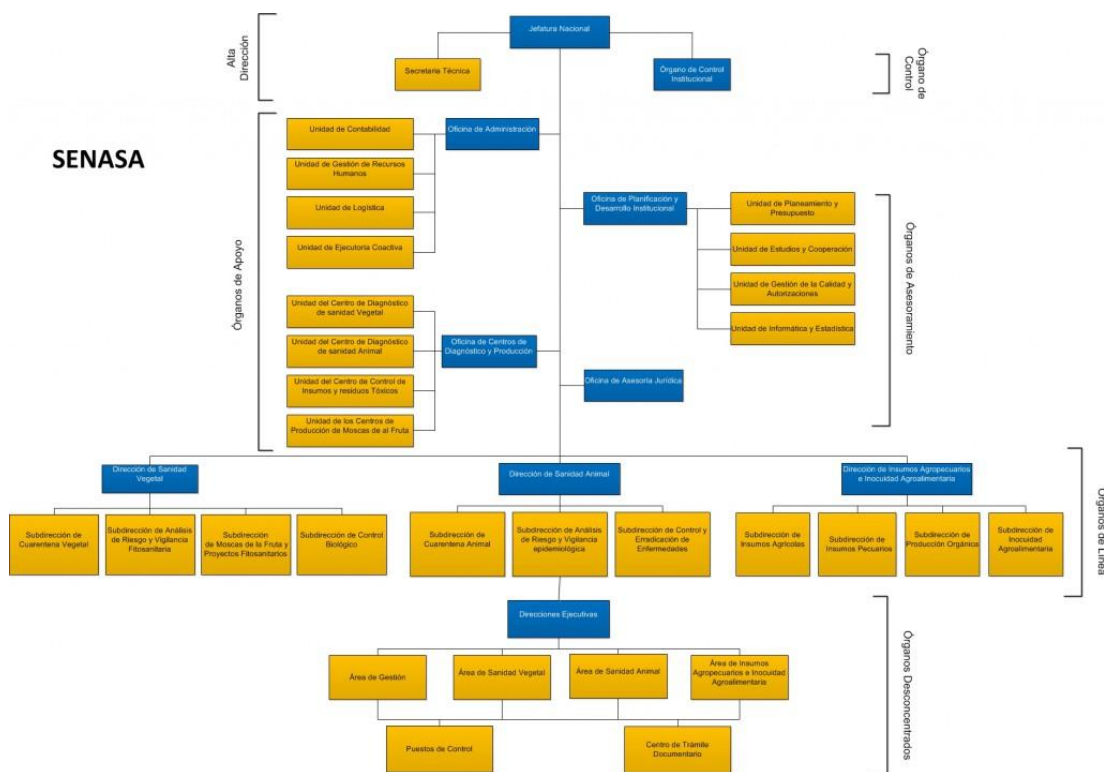 Alta
Dirección
Jefatura Nacional
Secretaria Técnica
Órgano de Control
Institucional
Órgano de
Control
SENASA
Órganos de Apoyo
Unidad de Contabilidad
Oficina de Administración
Unidad de Gestión de Recursos
Humanos
Unidad de Logística
Unidad de Ejecutoria Coactiva
Oficina de Planificación y
Desarrollo Institucional
Unidad de Planeamiento y
Presupuesto
Unidad de Estudios y Cooperación
Unidad de Gestión de la Calidad y
Autorizaciones
Unidad de Informática y Estadística
Órganos de Asesoramiento
Unidad del Centro de Diagnóstico
de sanidad Vegetal
Unidad del Centro de Diagnóstico
de sanidad Animal
Oficina de Centros de
Diagnóstico y Producción
Unidad del Centro de Control de
Insumos y residuos Tóxicos
Unidad de los Centros de
Producción de Moscas de al Fruta
Oficina de Asesoría Jurídica
Dirección de Sanidad
Vegetal
Dirección de Sanidad Animal
Dirección de Insumos Agropecuarios
e Inocuidad Agroalimentaria
Órganos de Línea
Subdirección de
Cuarentena Vegetal
Subdirección de Análisis
de Riesgo y Vigilancia
Fitosanitaria
Subdirección
de Moscas de la Fruta y
Proyectos Fitosanitarios
Subdirección de Control
Biológico
Subdirección de
Cuarentena Animal
Subdirección de Análisis
de Riesgo y Vigilancia
epidemiológica
Subdirección de Control y
Erradicación de
Enfermedades
Subdirección de
Insumos Agrícolas
Subdirección de
Insumos Pecuarios
Subdirección de
Producción Orgánica
Subdirección de
Inocuidad
Agroalimentaria
Direcciones Ejecutivas
Órganos Desconcentrados
Área de Gestión
Área de Sanidad Vegetal
Área de Sanidad Animal
Área de Insumos
Agropecuarios e Inocuidad
Agroalimentaria
Puestos de Control
Centro de Trámite
Documentario